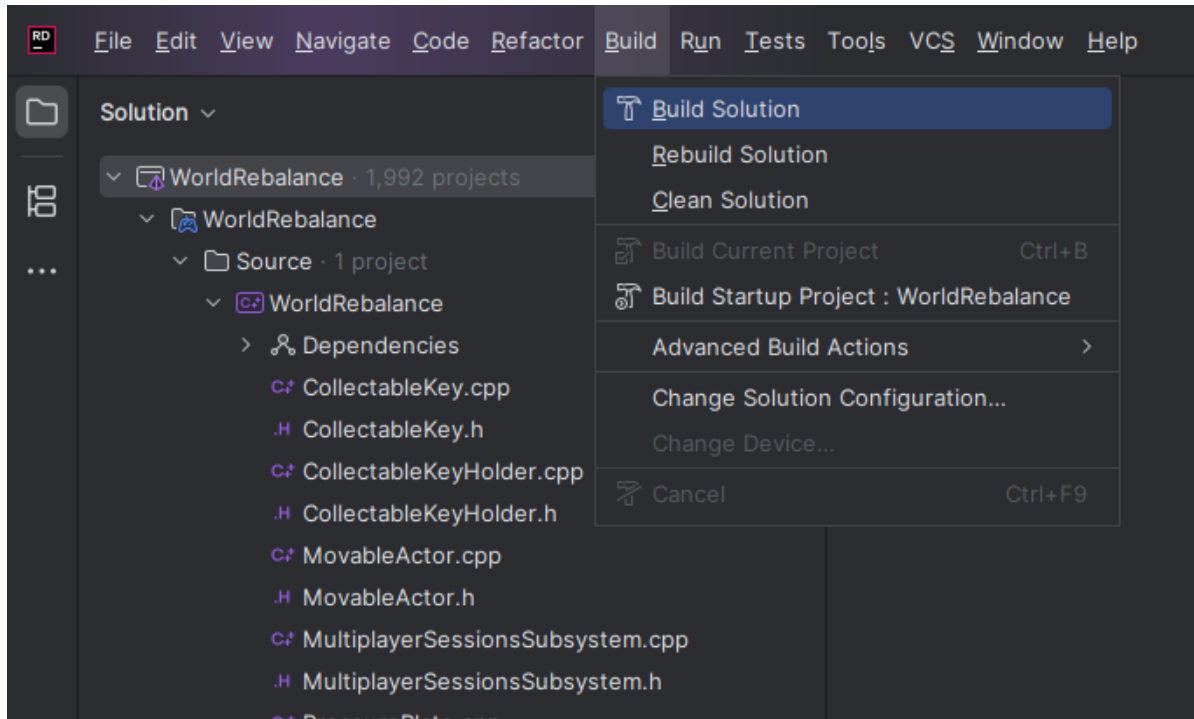 RD
File Edit View Navigate Code Refactor Build Run Tests Tools VCS Window Help
Solution
WorldRebalance · 1,992 projects
WorldRebalance
Source · 1 project
C+ WorldRebalance
Dependencies
C+ CollectableKey.cpp
.H CollectableKey.h
C+ CollectableKeyHolder.cpp
.H CollectableKeyHolder.h
C+ MovableActor.cpp
.H MovableActor.h
C+ MultiplayerSessionsSubsystem.cpp
.H MultiplayerSessionsSubsystem.h
Build Solution
Rebuild Solution
Clean Solution
Build Current Project Ctrl+B
Build Startup Project : WorldRebalance
Advanced Build Actions
Change Solution Configuration...
Change Device...
Cancel Ctrl+F9